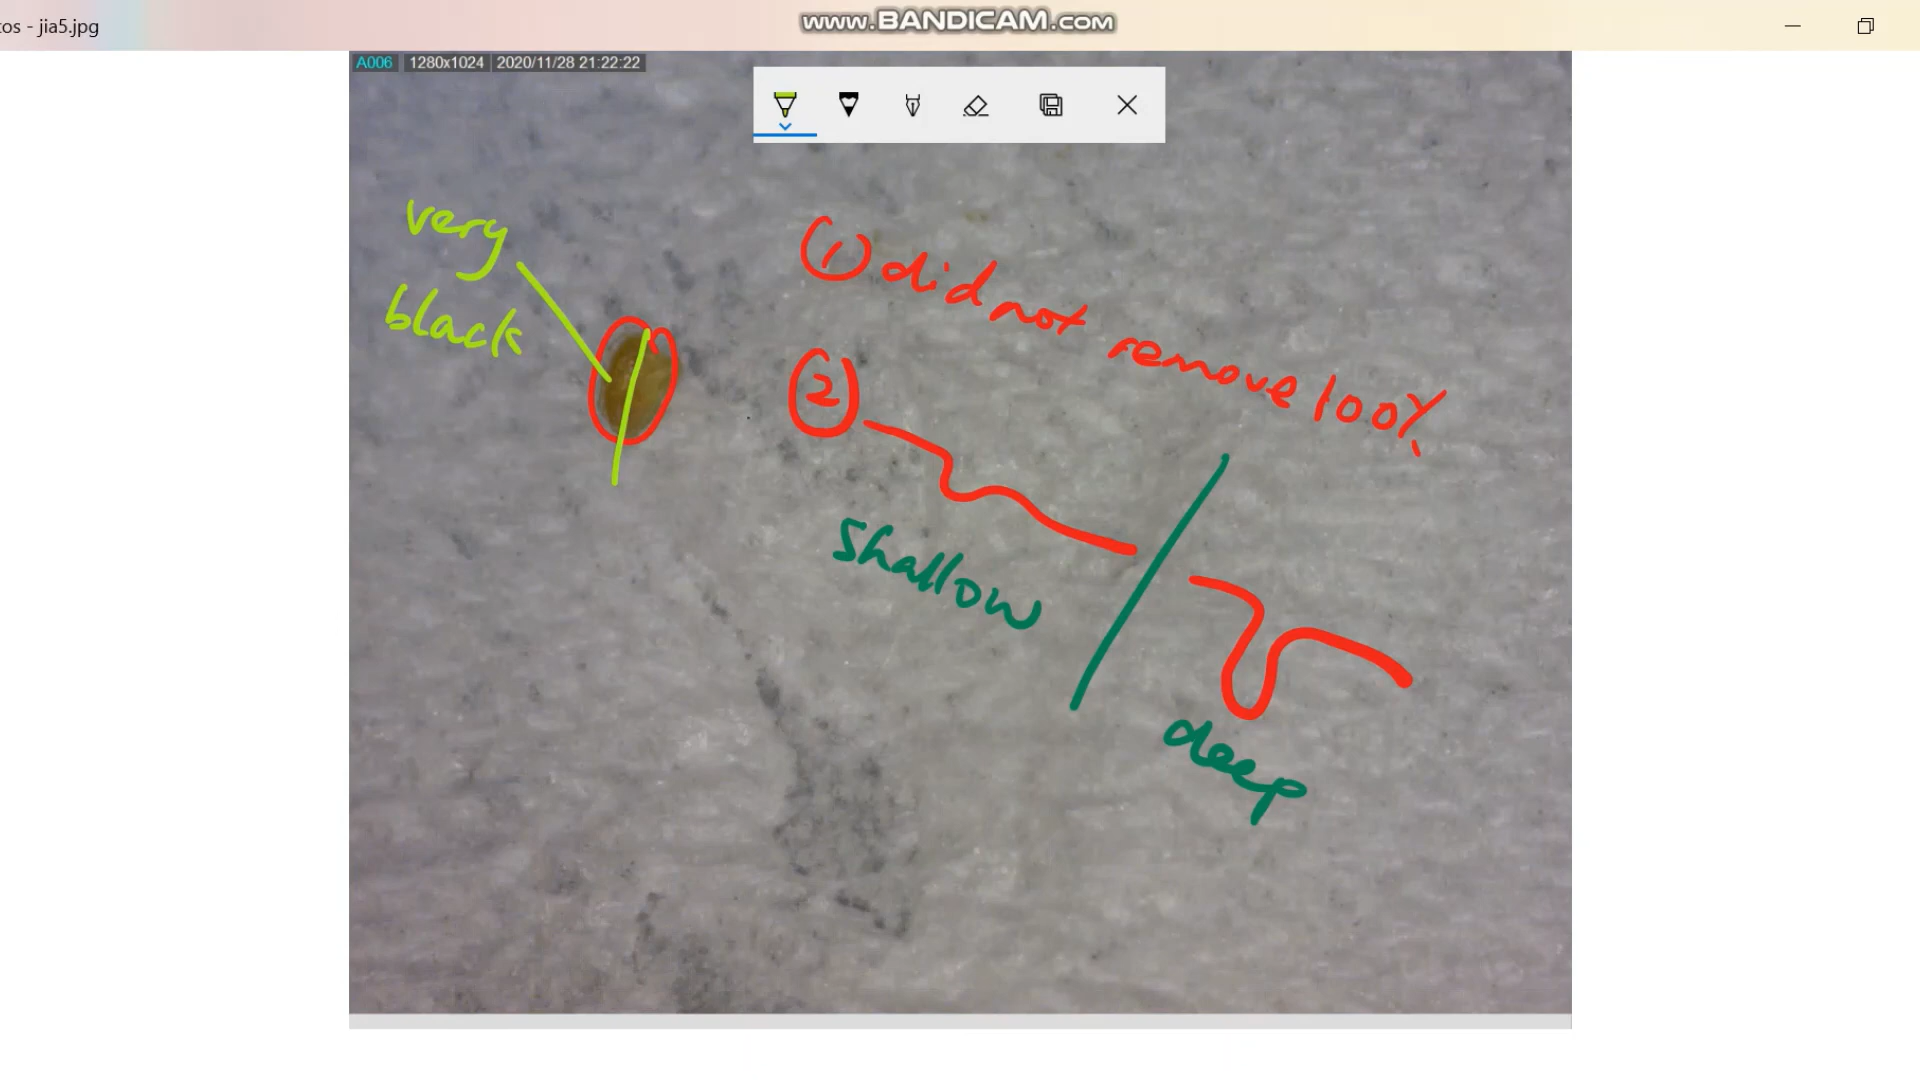 os - jia5.jpg
www.BANDICAM.com
A006 1280x1024 2020/11/28 21:22:22
very
black
① did not remove 100%
②
shallow
deep